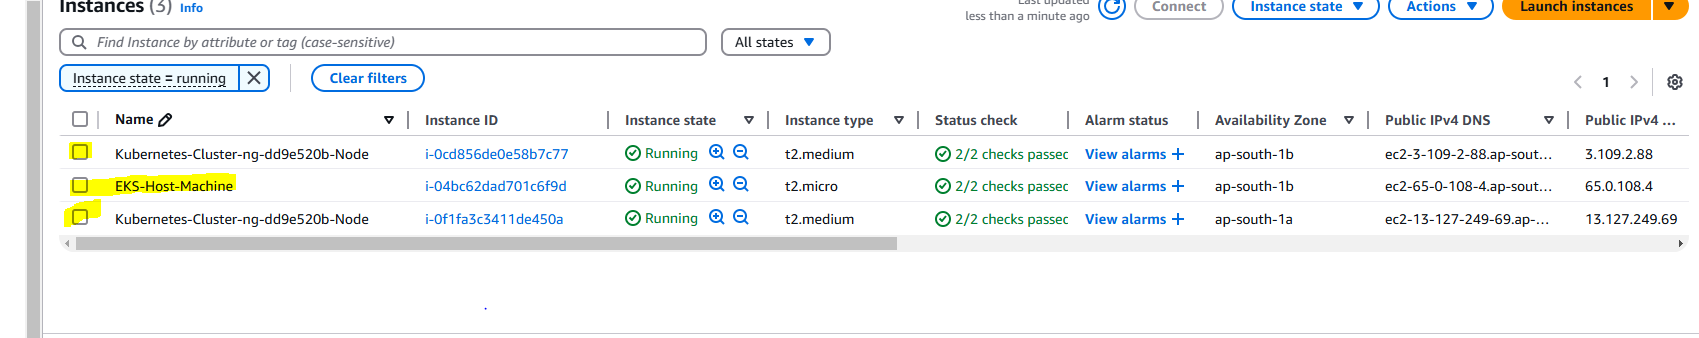 Instances (3) Info
Last updated
less than a minute ago
Connect
Instance state
Actions
Launch instances
Find Instance by attribute or tag (case-sensitive)
All states
Instance state = running
Clear filters
1
Name Instance ID Instance state Instance type Status check Alarm status Availability Zone Public IPv4 DNS Public IPv4 ...
Kubernetes-Cluster-ng-dd9e520b-Node i-0cd856de0e58b7c77 Running t2.medium 2/2 checks passec View alarms + ap-south-1b ec2-3-109-2-88.ap-sout... 3.109.2.88
EKS-Host-Machine i-04bc62dad701c6f9d Running t2.micro 2/2 checks passec View alarms + ap-south-1b ec2-65-0-108-4.ap-sout... 65.0.108.4
Kubernetes-Cluster-ng-dd9e520b-Node i-0f1fa3c3411de450a Running t2.medium 2/2 checks passec View alarms + ap-south-1a ec2-13-127-249-69.ap-... 13.127.249.69